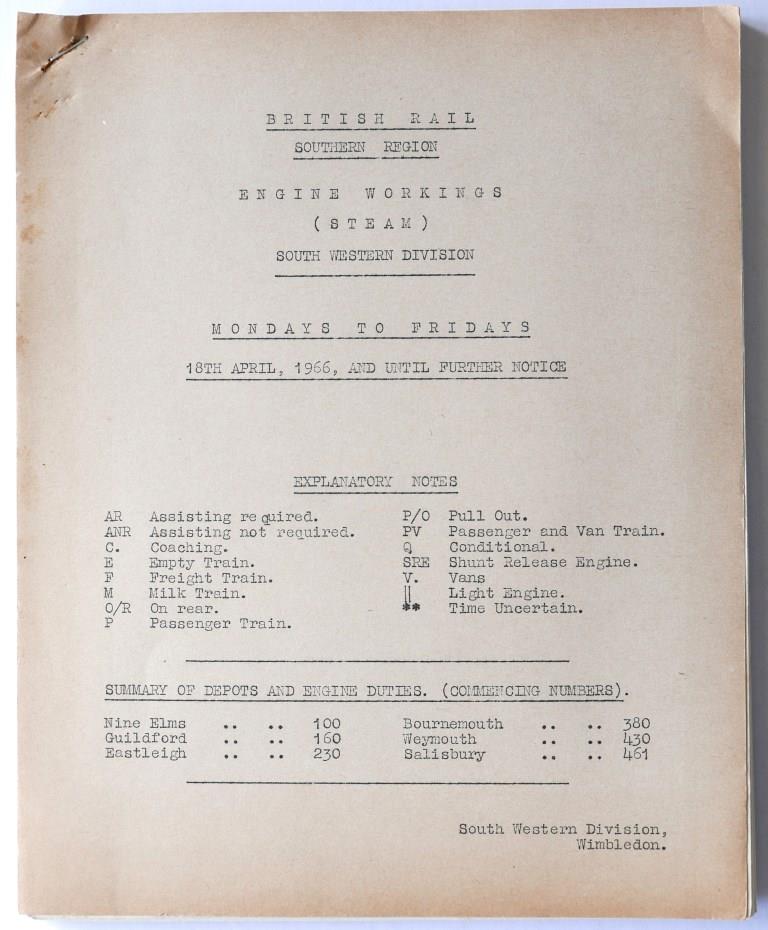 BRITISH RAIL
SOUTHERN REGION
ENGINE WORKINGS
(STEAM)
SOUTH WESTERN DIVISION
MONDAYS TO FRIDAYS
18TH APRIL, 1966, AND UNTIL FURTHER NOTICE
EXPLANATORY NOTES
AR Assisting required.
ANR Assisting not required.
C. Coaching.
E Empty Train.
F Freight Train.
M Milk Train.
O/R On rear.
P Passenger Train.
P/O Pull Out.
PV Passenger and Van Train.
Q Conditional.
SRE Shunt Release Engine.
V. Vans
|| Light Engine.
** Time Uncertain.
SUMMARY OF DEPOTS AND ENGINE DUTIES. (COMMENCING NUMBERS).
Nine Elms .. .. 100
Guildford .. .. 160
Eastleigh .. .. 230
Bournemouth .. .. 380
Weymouth .. .. 430
Salisbury .. .. 461
South Western Division,
Wimbledon.